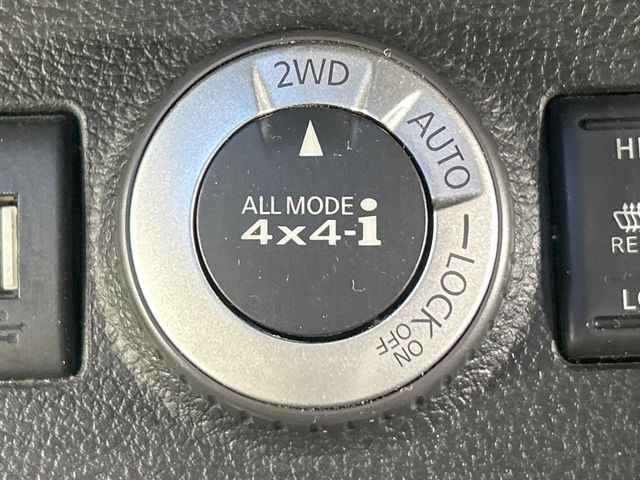 2WD
AUTO
LOCK
ON
OFF
ALL MODE
4x4-i